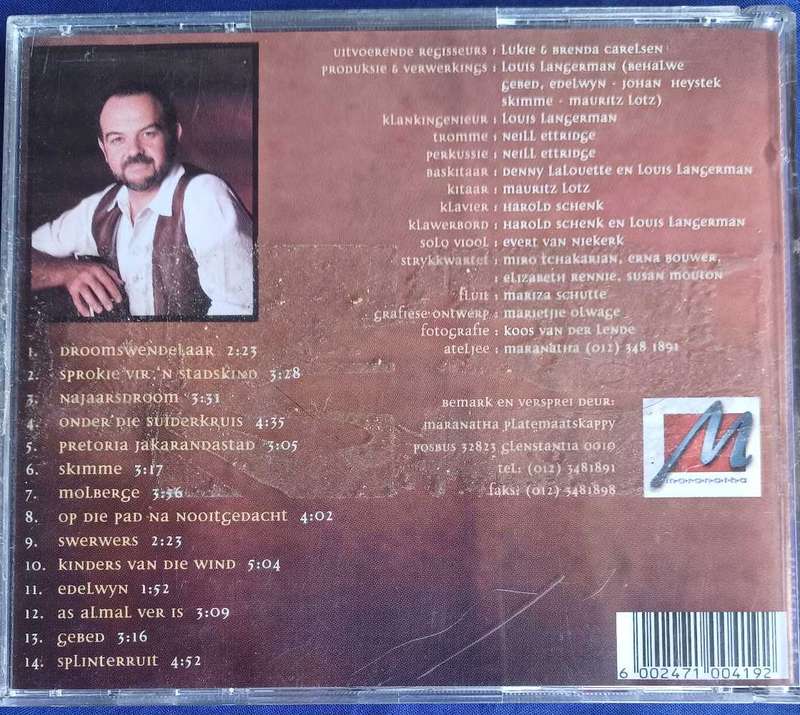 uitvoerende regisseurs : Lukie & Brenda Carelsen
produksie & verwerkings : Louis Langerman (behalwe
gebed, edelwyn - johan heystek
skimme - mauritz lotz)
klankingenieur : Louis Langerman
tromme : neill ettridge
perkussie : neill ettridge
baskitaar : denny lalouette en louis langerman
kitaar : mauritz lotz
klavier : harold schenk
klawerbord : harold schenk en louis langerman
solo viool : evert van niekerk
strykkwartet : miro tchakarian, erna bouwer,
: elizabeth rennie, susan mouton
fluit : mariza schutte
grafiese ontwerp : marietjie olwage
fotografie : koos van der lende
ateljee : maranatha (012) 348 1891
1. droomswendelaar 2:23
2. sprokie vir 'n stadskind 3:28
3. najaarsdroom 3:31
4. onder die suiderkruis 4:35
5. pretoria jakarandastad 3:05
6. skimme 3:17
7. molberge 3:56
8. op die pad na nooitgedacht 4:02
9. swerwers 2:23
10. kinders van die wind 5:04
11. edelwyn 1:52
12. as almal ver is 3:09
13. gebed 3:16
14. splinterruit 4:52
bemark en versprei deur:
maranatha platemaatskappy
posbus 32823 glenstantia 0010
tel: (012) 3481891
faks: (012) 3481898
M
maranatha
6 002471 004192